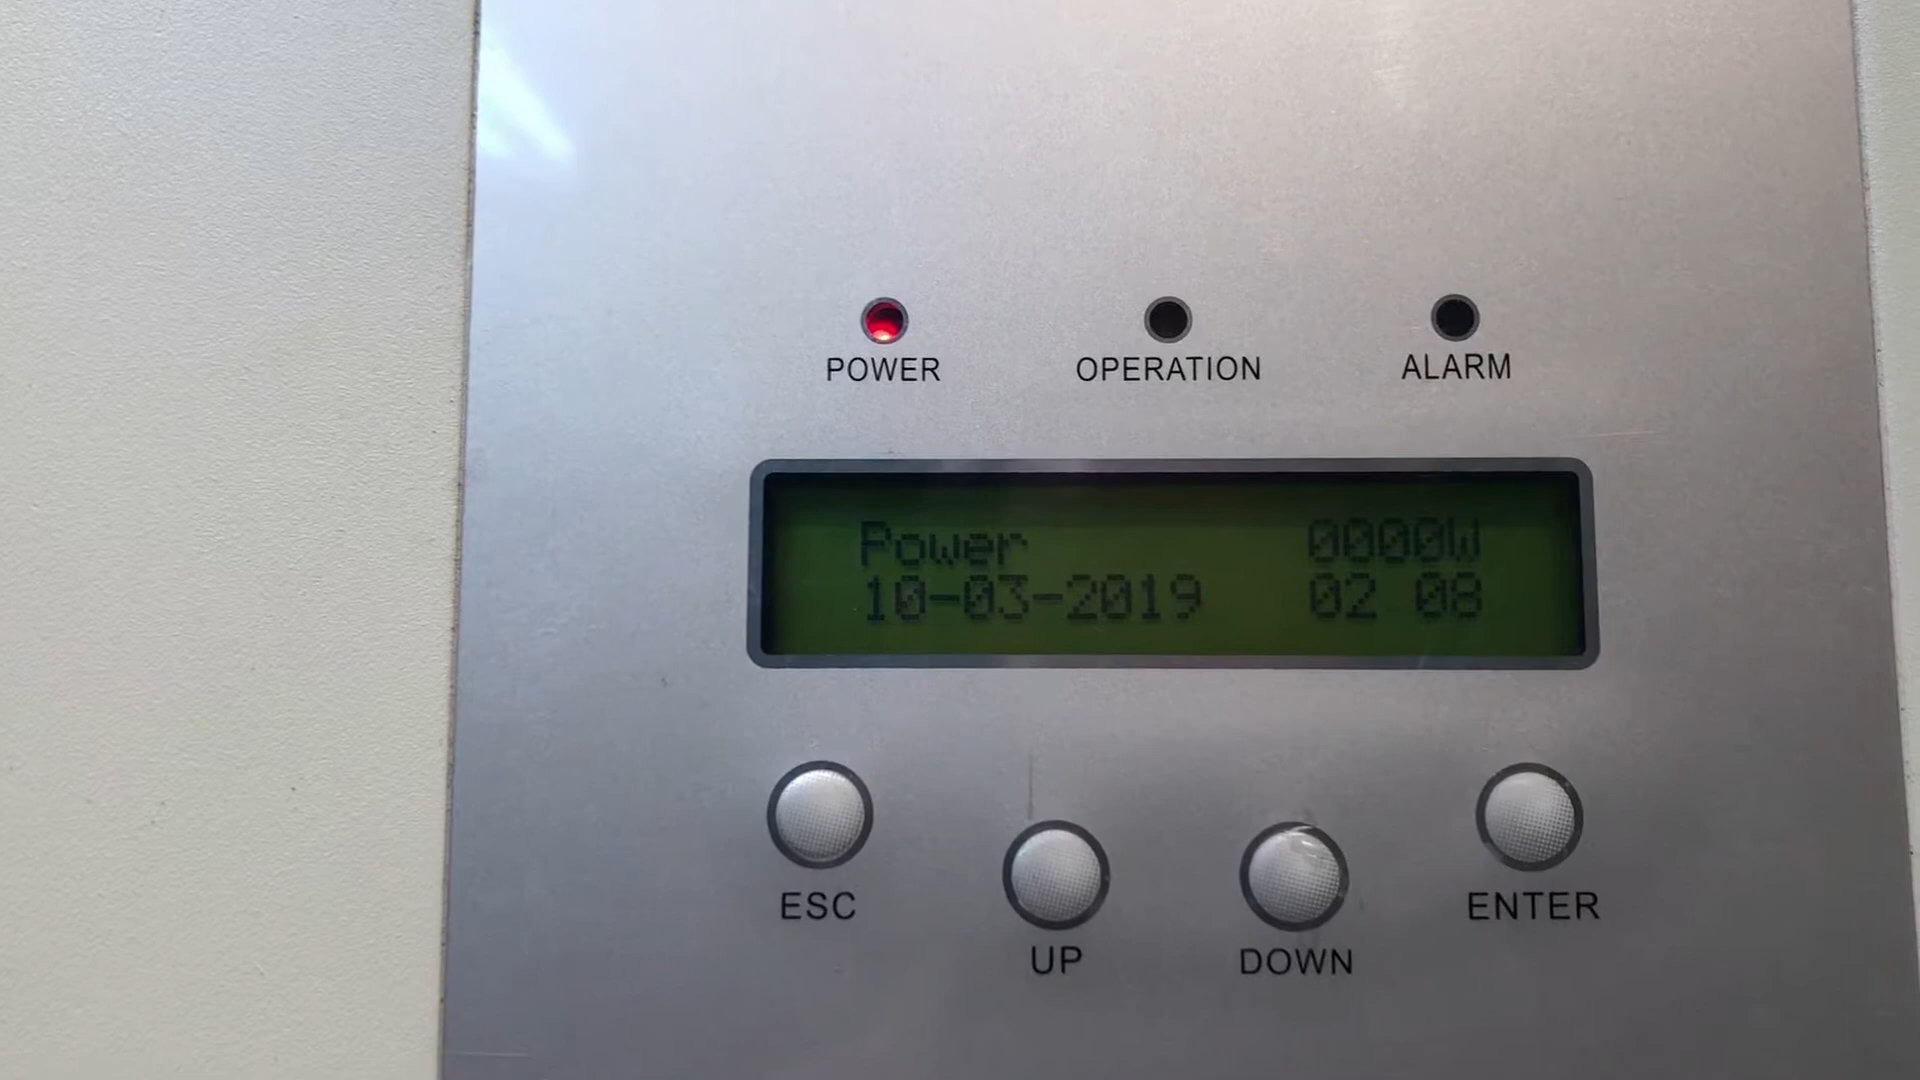 POWER OPERATION ALARM
Power 0000W
10-03-2019 02 08
ESC UP DOWN ENTER